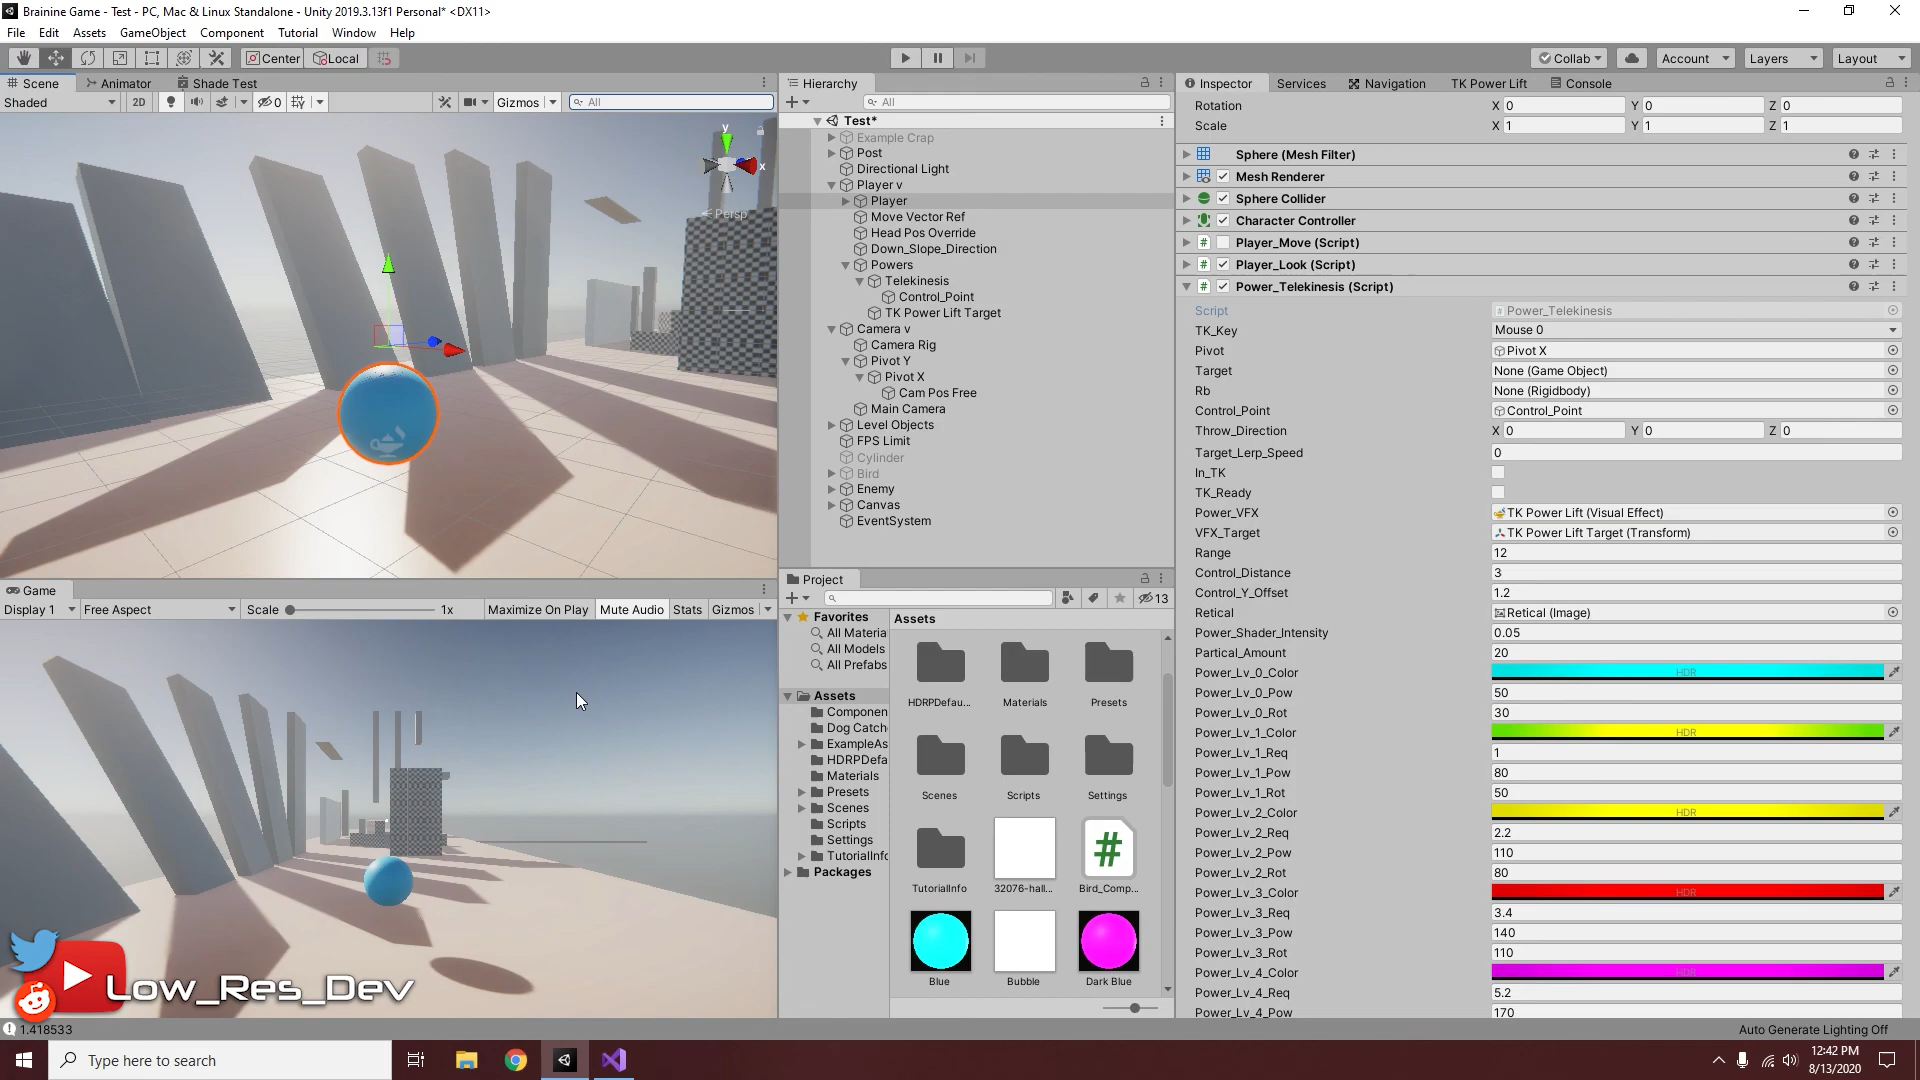 Brainine Game - Test - PC, Mac & Linux Standalone - Unity 2019.3.13f1 Personal* <DX11>
File Edit Assets GameObject Component Tutorial Window Help
Center Local
Collab Account Layers Layout
Scene Animator Shade Test
Shaded 2D 0 Gizmos All
y
x
Persp
Game
Display 1 Free Aspect Scale 1x Maximize On Play Mute Audio Stats Gizmos
Low_Res_Dev
Hierarchy
All
Test*
Example Crap
Post
Directional Light
Player v
Player
Move Vector Ref
Head Pos Override
Down_Slope_Direction
Powers
Telekinesis
Control_Point
TK Power Lift Target
Camera v
Camera Rig
Pivot Y
Pivot X
Cam Pos Free
Main Camera
Level Objects
FPS Limit
Cylinder
Bird
Enemy
Canvas
EventSystem
Project
13
Favorites
All Materia
All Models
All Prefabs
Assets
Componen
Dog Catche
ExampleAs
HDRPDefa
Materials
Presets
Scenes
Scripts
Settings
TutorialInfo
Packages
Assets
HDRPDefau... Materials Presets
Scenes Scripts Settings
TutorialInfo 32076-hall... Bird_Comp...
Blue Bubble Dark Blue
Inspector Services Navigation TK Power Lift Console
Rotation X 0 Y 0 Z 0
Scale X 1 Y 1 Z 1
Sphere (Mesh Filter)
Mesh Renderer
Sphere Collider
Character Controller
# Player_Move (Script)
# Player_Look (Script)
# Power_Telekinesis (Script)
Script Power_Telekinesis
TK_Key Mouse 0
Pivot Pivot X
Target None (Game Object)
Rb None (Rigidbody)
Control_Point Control_Point
Throw_Direction X 0 Y 0 Z 0
Target_Lerp_Speed 0
In_TK
TK_Ready
Power_VFX TK Power Lift (Visual Effect)
VFX_Target TK Power Lift Target (Transform)
Range 12
Control_Distance 3
Control_Y_Offset 1.2
Retical Retical (Image)
Power_Shader_Intensity 0.05
Partical_Amount 20
Power_Lv_0_Color HDR
Power_Lv_0_Pow 50
Power_Lv_0_Rot 30
Power_Lv_1_Color HDR
Power_Lv_1_Req 1
Power_Lv_1_Pow 80
Power_Lv_1_Rot 50
Power_Lv_2_Color HDR
Power_Lv_2_Req 2.2
Power_Lv_2_Pow 110
Power_Lv_2_Rot 80
Power_Lv_3_Color HDR
Power_Lv_3_Req 3.4
Power_Lv_3_Pow 140
Power_Lv_3_Rot 110
Power_Lv_4_Color HDR
Power_Lv_4_Req 5.2
Power_Lv_4_Pow 170
1.418533
Auto Generate Lighting Off
Type here to search
12:42 PM
8/13/2020